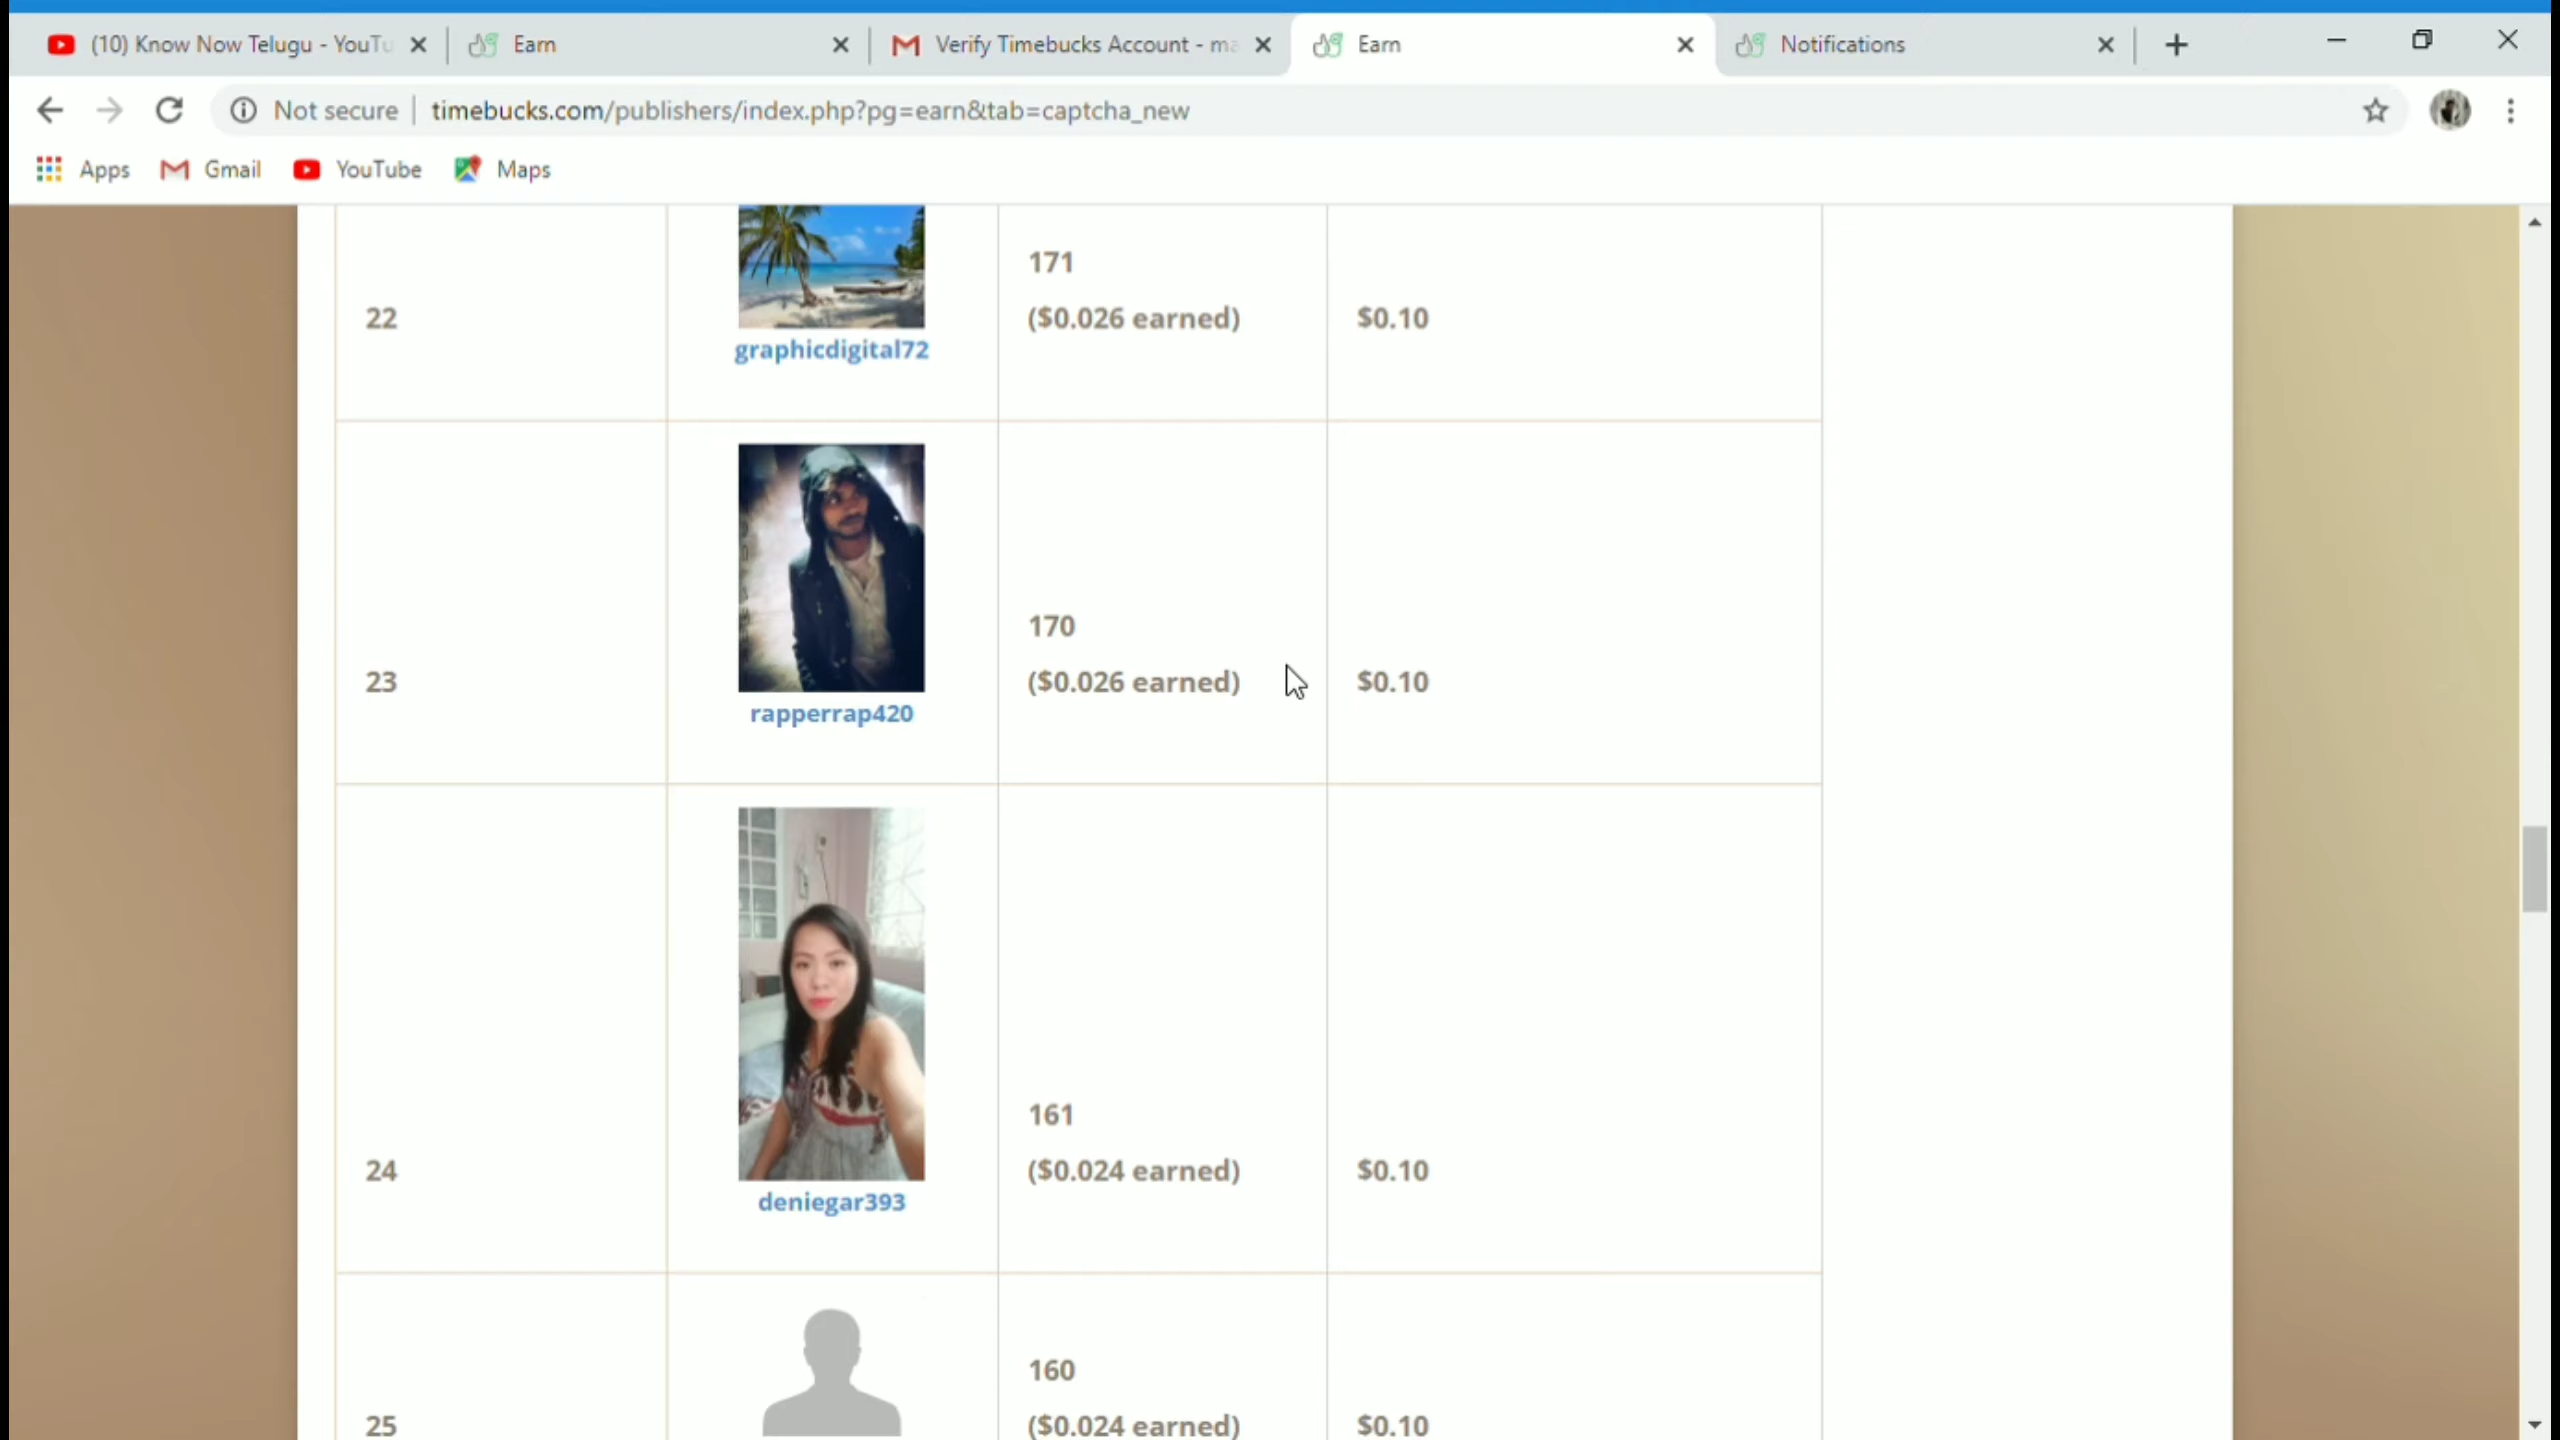 (10) Know Now Telugu - YouTu
Earn
Verify Timebucks Account - ma
Earn
Notifications
Not secure
timebucks.com/publishers/index.php?pg=earn&tab=captcha_new
Apps
Gmail
YouTube
Maps
171
22
($0.026 earned)
$0.10
graphicdigital72
170
23
($0.026 earned)
$0.10
rapperrap420
161
24
($0.024 earned)
$0.10
deniegar393
160
25
($0.024 earned)
$0.10